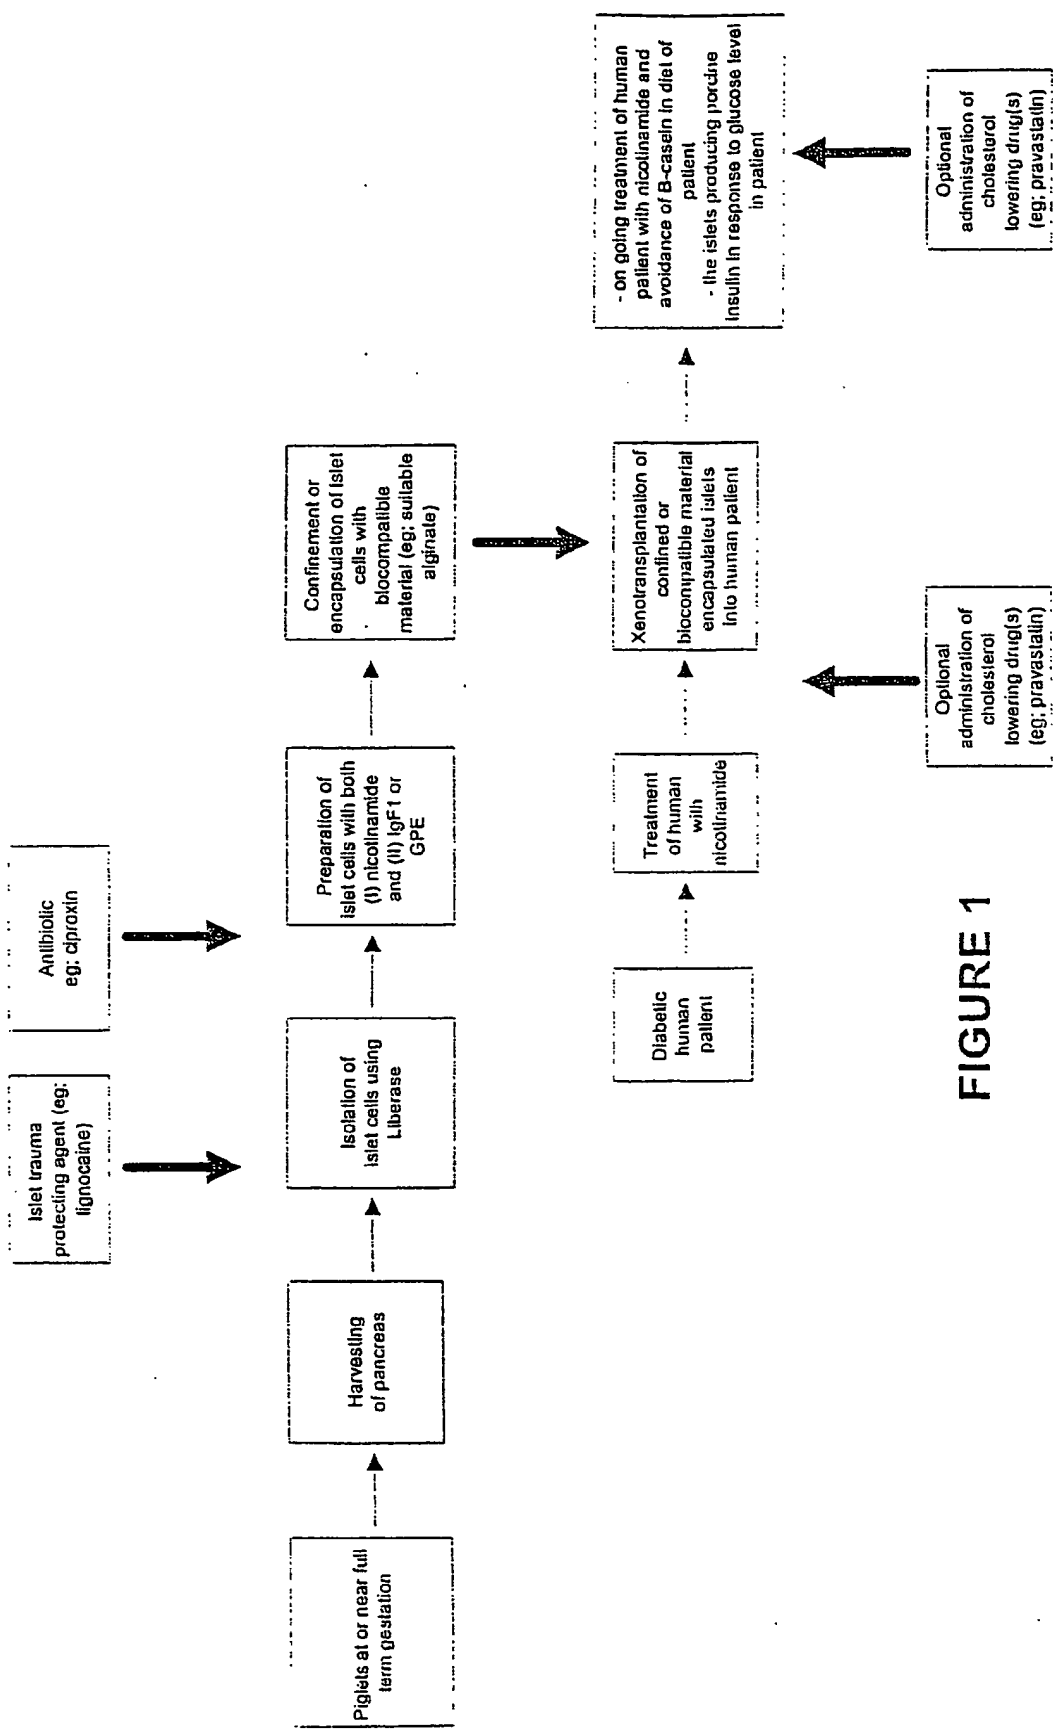 Islet trauma
protecting agent (eg:
lignocaine)
Antibiotic
eg: ciproxin
Piglets at or near full
term gestation
Harvesting
of pancreas
Isolation of
islet cells using
Liberase
Preparation of
islet cells with both
(I) nicotinamide
and (II) IgF1 or
GPE
Confinement or
encapsulation of islet
cells with
biocompatible
material (eg; suitable
alginate)
Diabetic
human
patient
Treatment
of human
with
nicotinamide
Xenotransplantation of
confined or
biocompatible material
encapsulated islets
into human patient
- on going treatment of human
patient with nicotinamide and
avoidance of B-casein in diet of
patient
- the islets producing porcine
insulin in response to glucose level
in patient
Optional
administration of
cholesterol
lowering drug(s)
(eg; pravastatin)
Optional
administration of
cholesterol
lowering drug(s)
(eg; pravastatin)
FIGURE 1